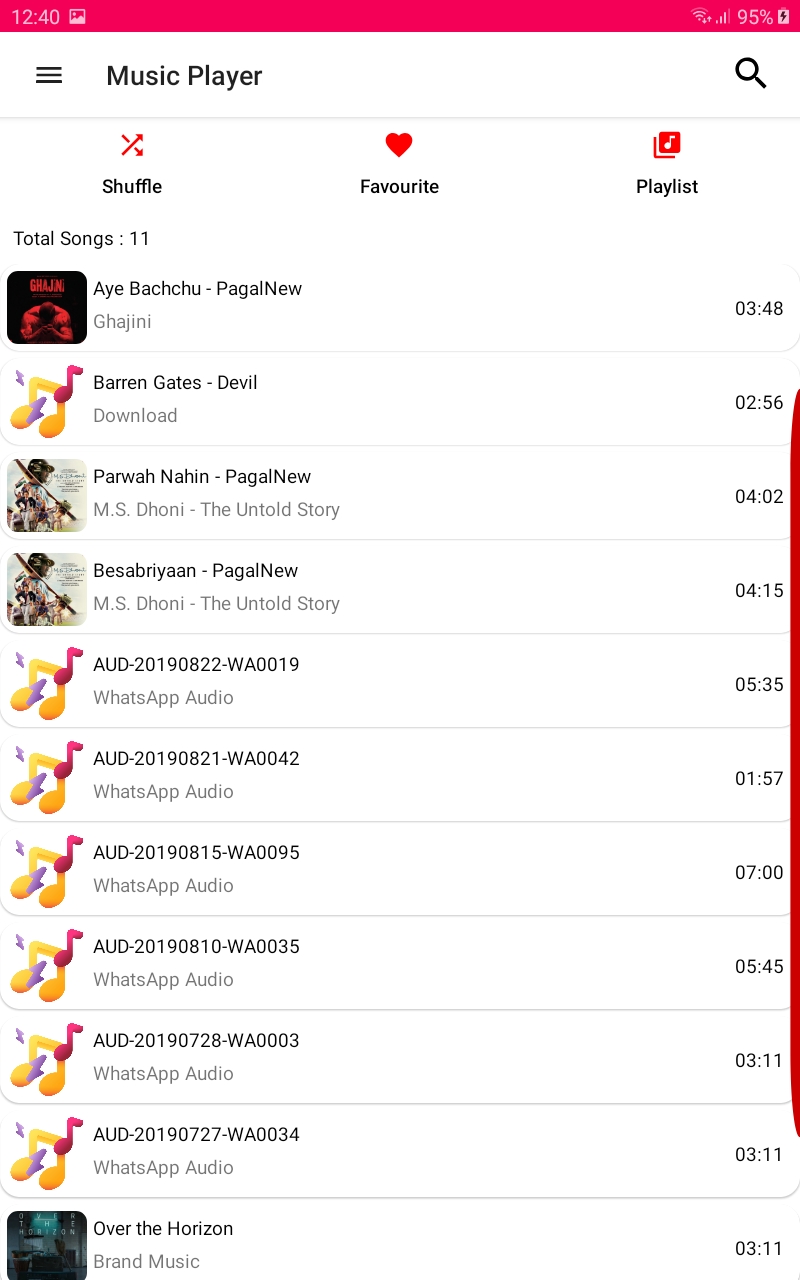 12:40 95%
Music Player
Shuffle Favourite Playlist
Total Songs : 11
GHAJINI
Aye Bachchu - PagalNew
Ghajini
03:48
Barren Gates - Devil
Download
02:56
Parwah Nahin - PagalNew
M.S. Dhoni - The Untold Story
04:02
Besabriyaan - PagalNew
M.S. Dhoni - The Untold Story
04:15
AUD-20190822-WA0019
WhatsApp Audio
05:35
AUD-20190821-WA0042
WhatsApp Audio
01:57
AUD-20190815-WA0095
WhatsApp Audio
07:00
AUD-20190810-WA0035
WhatsApp Audio
05:45
AUD-20190728-WA0003
WhatsApp Audio
03:11
AUD-20190727-WA0034
WhatsApp Audio
03:11
OVER
THE
HORIZON
Over the Horizon
Brand Music
03:11